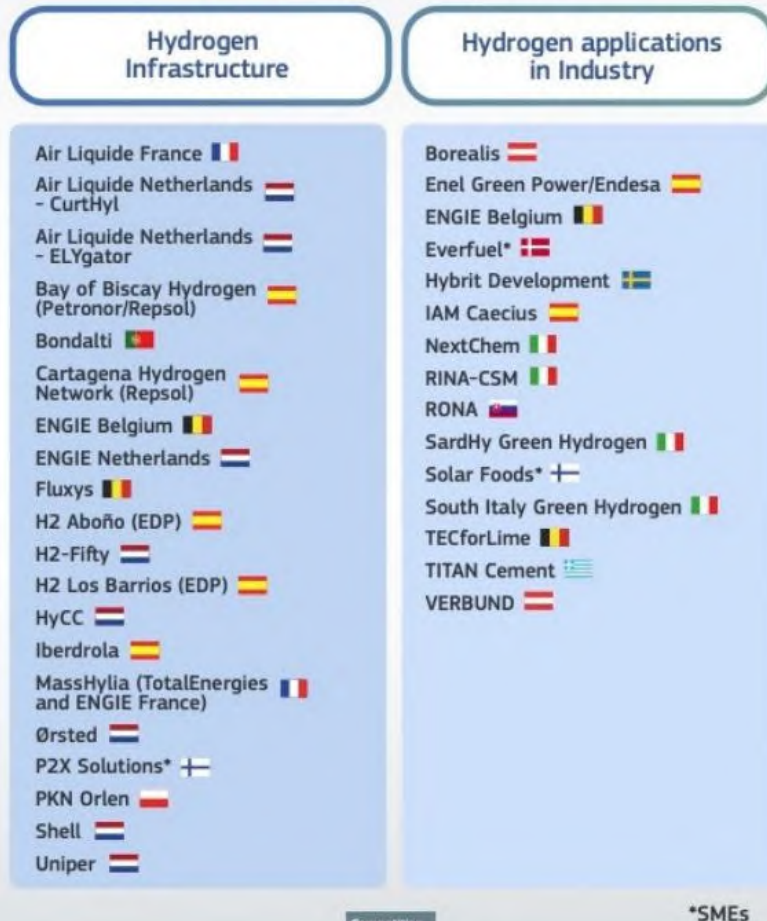 Hydrogen
Infrastructure
Air Liquide France
Air Liquide Netherlands
- CurtHyl
Air Liquide Netherlands
- ELYgator
Bay of Biscay Hydrogen
(Petronor/Repsol)
Bondalti
Cartagena Hydrogen
Network (Repsol)
ENGIE Belgium
ENGIE Netherlands
Fluxys
H2 Aboño (EDP)
H2-Fifty
H2 Los Barrios (EDP)
HyCC
Iberdrola
MassHylia (TotalEnergies
and ENGIE France)
Ørsted
P2X Solutions*
PKN Orlen
Shell
Uniper
Hydrogen applications
in Industry
Borealis
Enel Green Power/Endesa
ENGIE Belgium
Everfuel*
Hybrit Development
IAM Caecius
NextChem
RINA-CSM
RONA
SardHy Green Hydrogen
Solar Foods*
South Italy Green Hydrogen
TECforLime
TITAN Cement
VERBUND
*SMEs